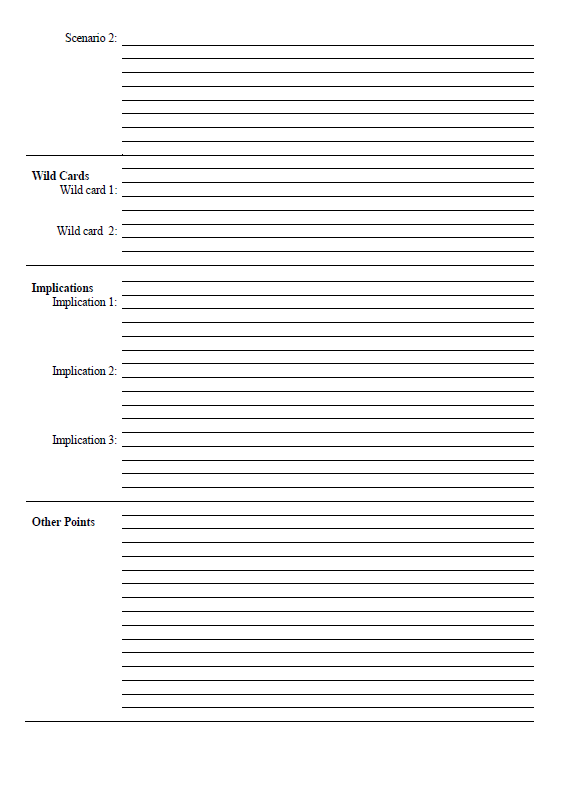 Scenario 2:
Wild Cards
Wild card 1:
Wild card 2:
Implications
Implication 1:
Implication 2:
Implication 3:
Other Points